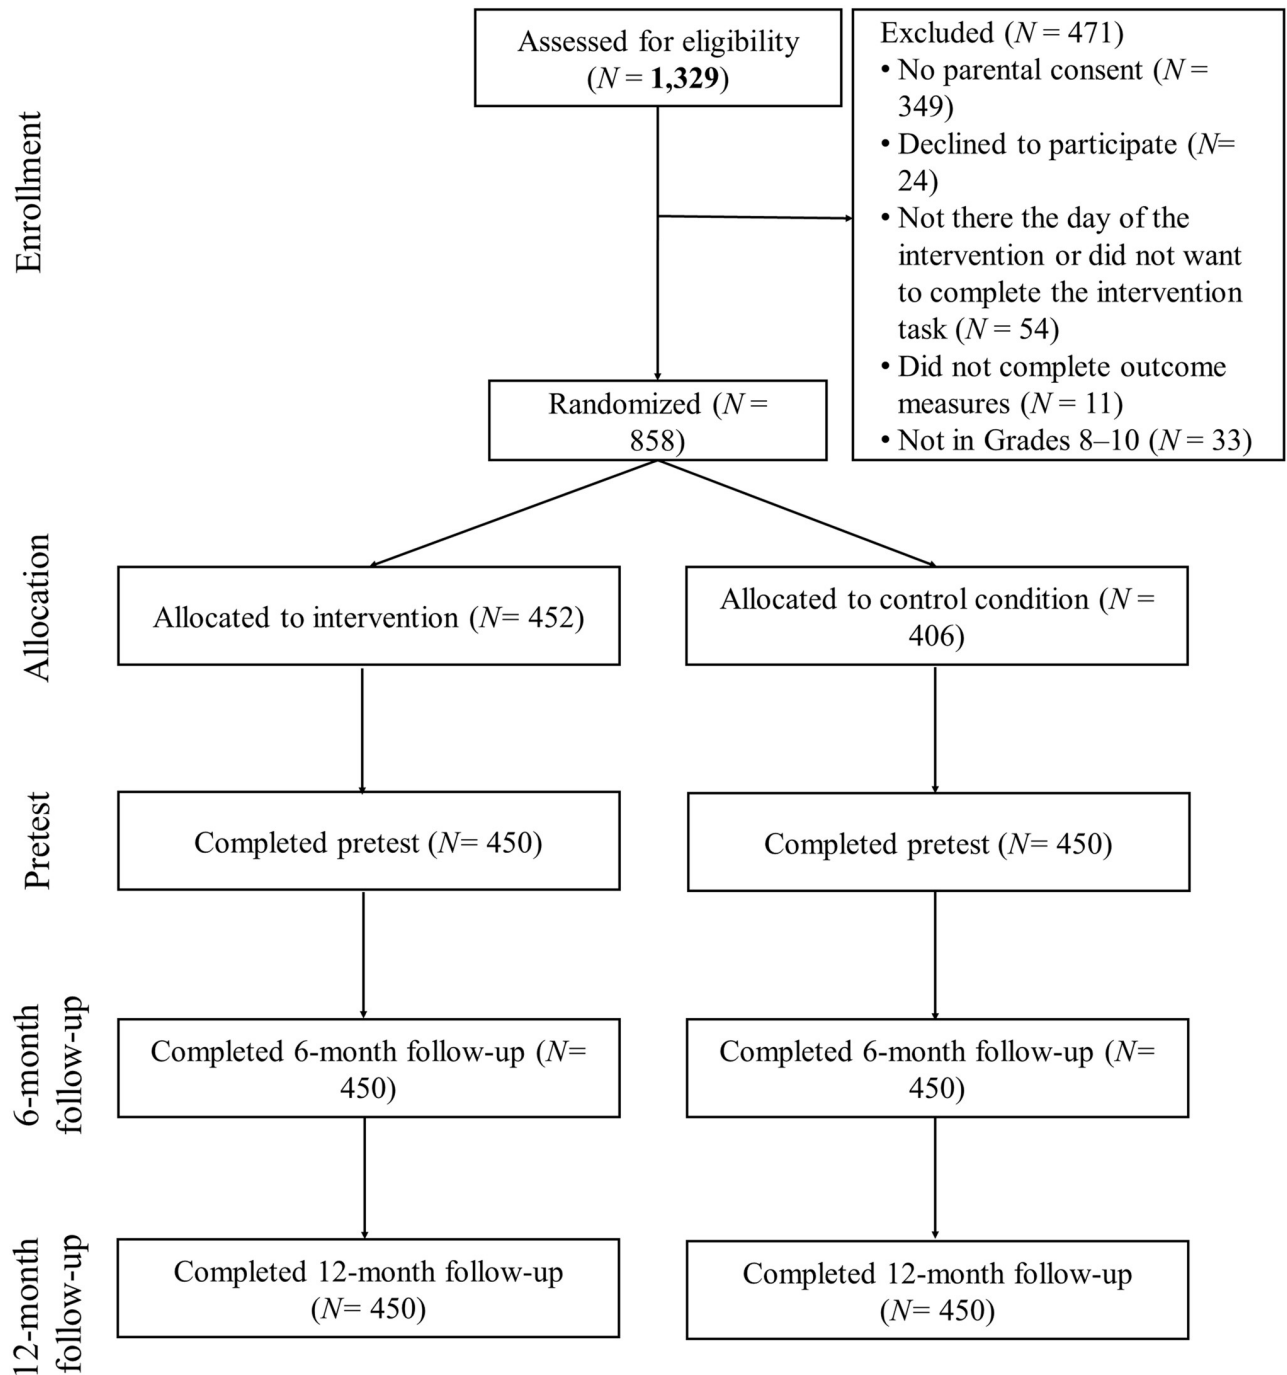 Assessed for eligibility
(N = 1,329)
Excluded (N = 471)
• No parental consent (N =
349)
• Declined to participate (N=
24)
• Not there the day of the
intervention or did not want
to complete the intervention
task (N = 54)
• Did not complete outcome
measures (N = 11)
• Not in Grades 8–10 (N = 33)
Enrollment
Randomized (N =
858)
Allocation
Allocated to intervention (N= 452)
Allocated to control condition (N =
406)
Pretest
Completed pretest (N= 450)
Completed pretest (N= 450)
6-month
follow-up
Completed 6-month follow-up (N=
450)
Completed 6-month follow-up (N=
450)
12-month
follow-up
Completed 12-month follow-up
(N= 450)
Completed 12-month follow-up
(N= 450)